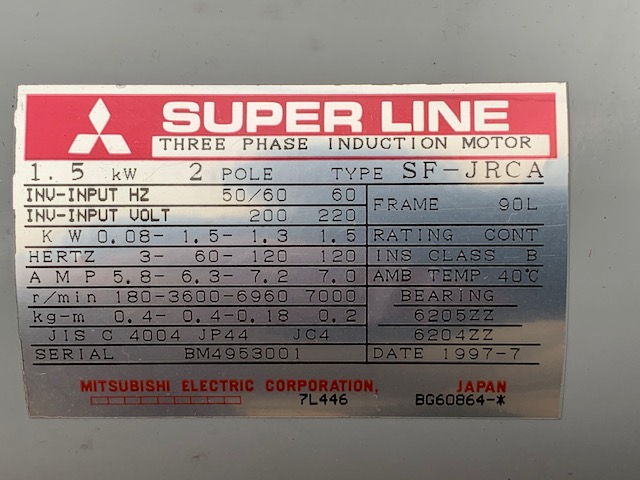 SUPER LINE
THREE PHASE INDUCTION MOTOR
1.5 kW 2 POLE TYPE SF-JRCA
INV-INPUT HZ 50/60 60
INV-INPUT VOLT 200 220
FRAME 90L
K W 0.08- 1.5- 1.3 1.5
RATING CONT
HERTZ 3- 60- 120 120
INS CLASS B
A M P 5.8- 6.3- 7.2 7.0
AMB TEMP 40℃
r/min 180-3600-6960 7000
BEARING
kg-m 0.4- 0.4-0.18 0.2
6205ZZ
JIS C 4004 JP44 JC4
6204ZZ
SERIAL BM4953001
DATE 1997-7
MITSUBISHI ELECTRIC CORPORATION, JAPAN
7L446 BG60864-*